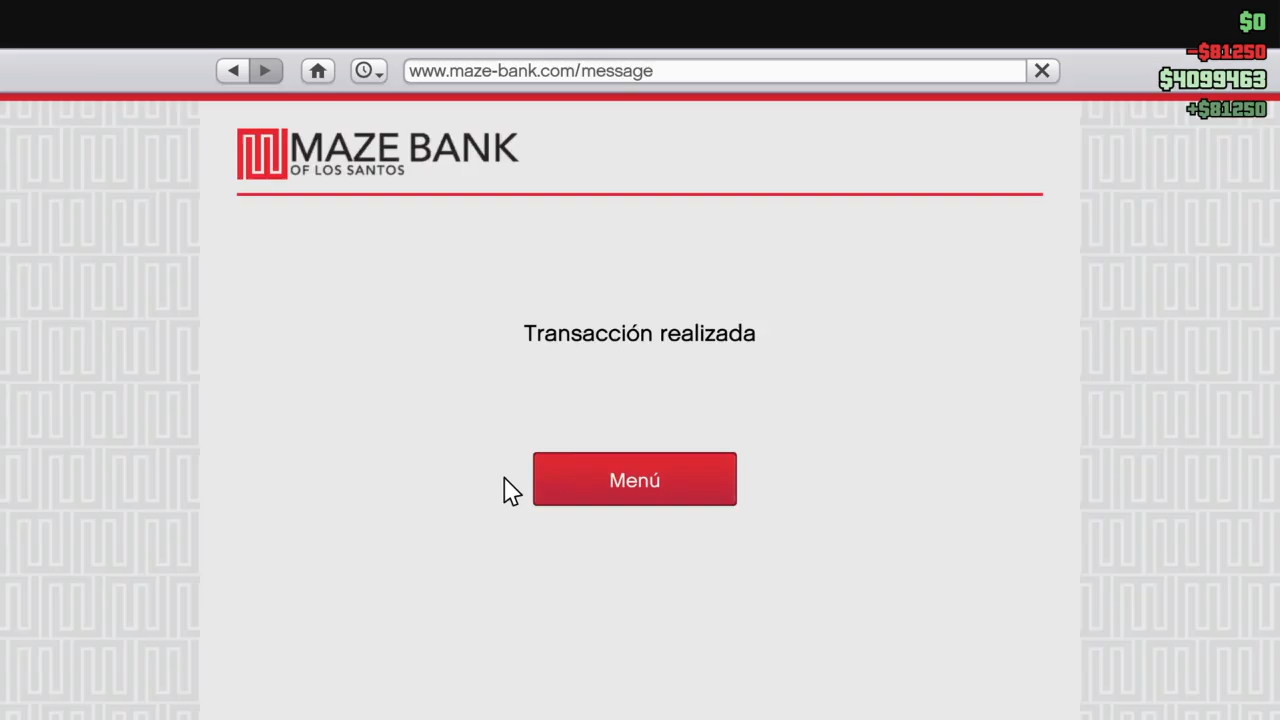 $0
-$81250
www.maze-bank.com/message
$4099463
+$81250
MAZE BANK
OF LOS SANTOS
Transacción realizada
Menú